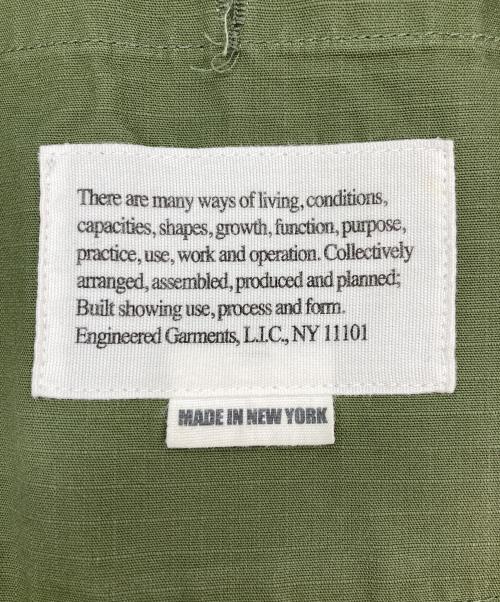 There are many ways of living, conditions,
capacities, shapes, growth, function, purpose,
practice, use, work and operation. Collectively
arranged, assembled, produced and planned;
Built showing use, process and form.
Engineered Garments, L.I.C., NY 11101
MADE IN NEW YORK